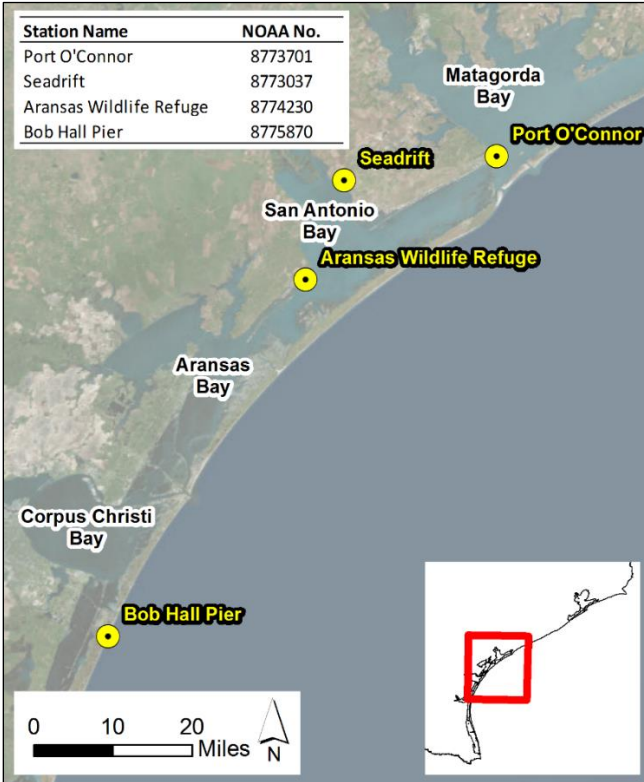 Station Name NOAA No.
Port O'Connor 8773701
Seadrift 8773037
Aransas Wildlife Refuge 8774230
Bob Hall Pier 8775870
Matagorda
Bay
Port O'Connor
Seadrift
San Antonio
Bay
Aransas Wildlife Refuge
Aransas
Bay
Corpus Christi
Bay
Bob Hall Pier
0 10 20
Miles
N